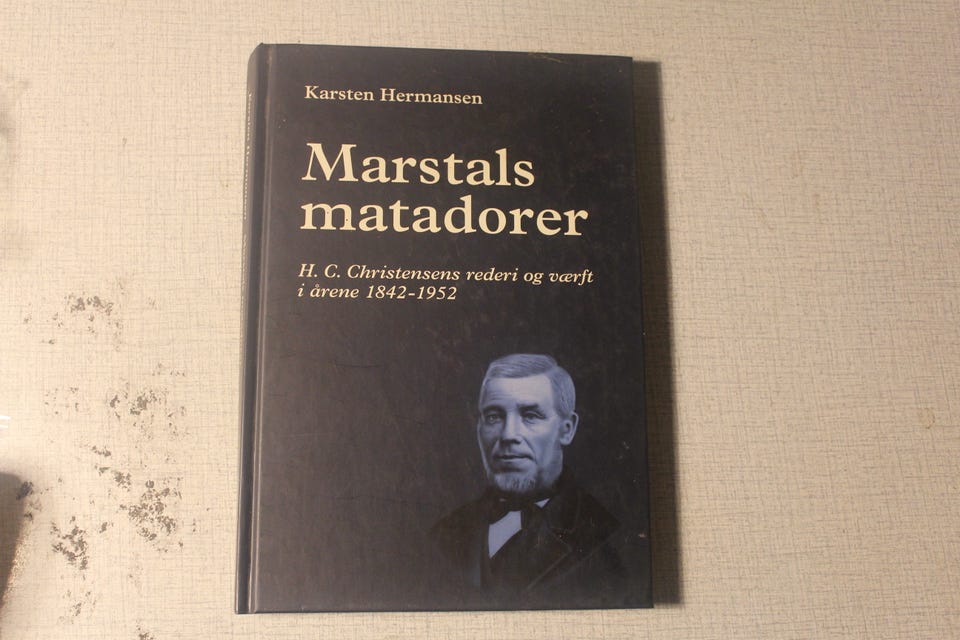 Karsten Hermansen
Marstals
matadorer
H. C. Christensens rederi og værft
i årene 1842-1952